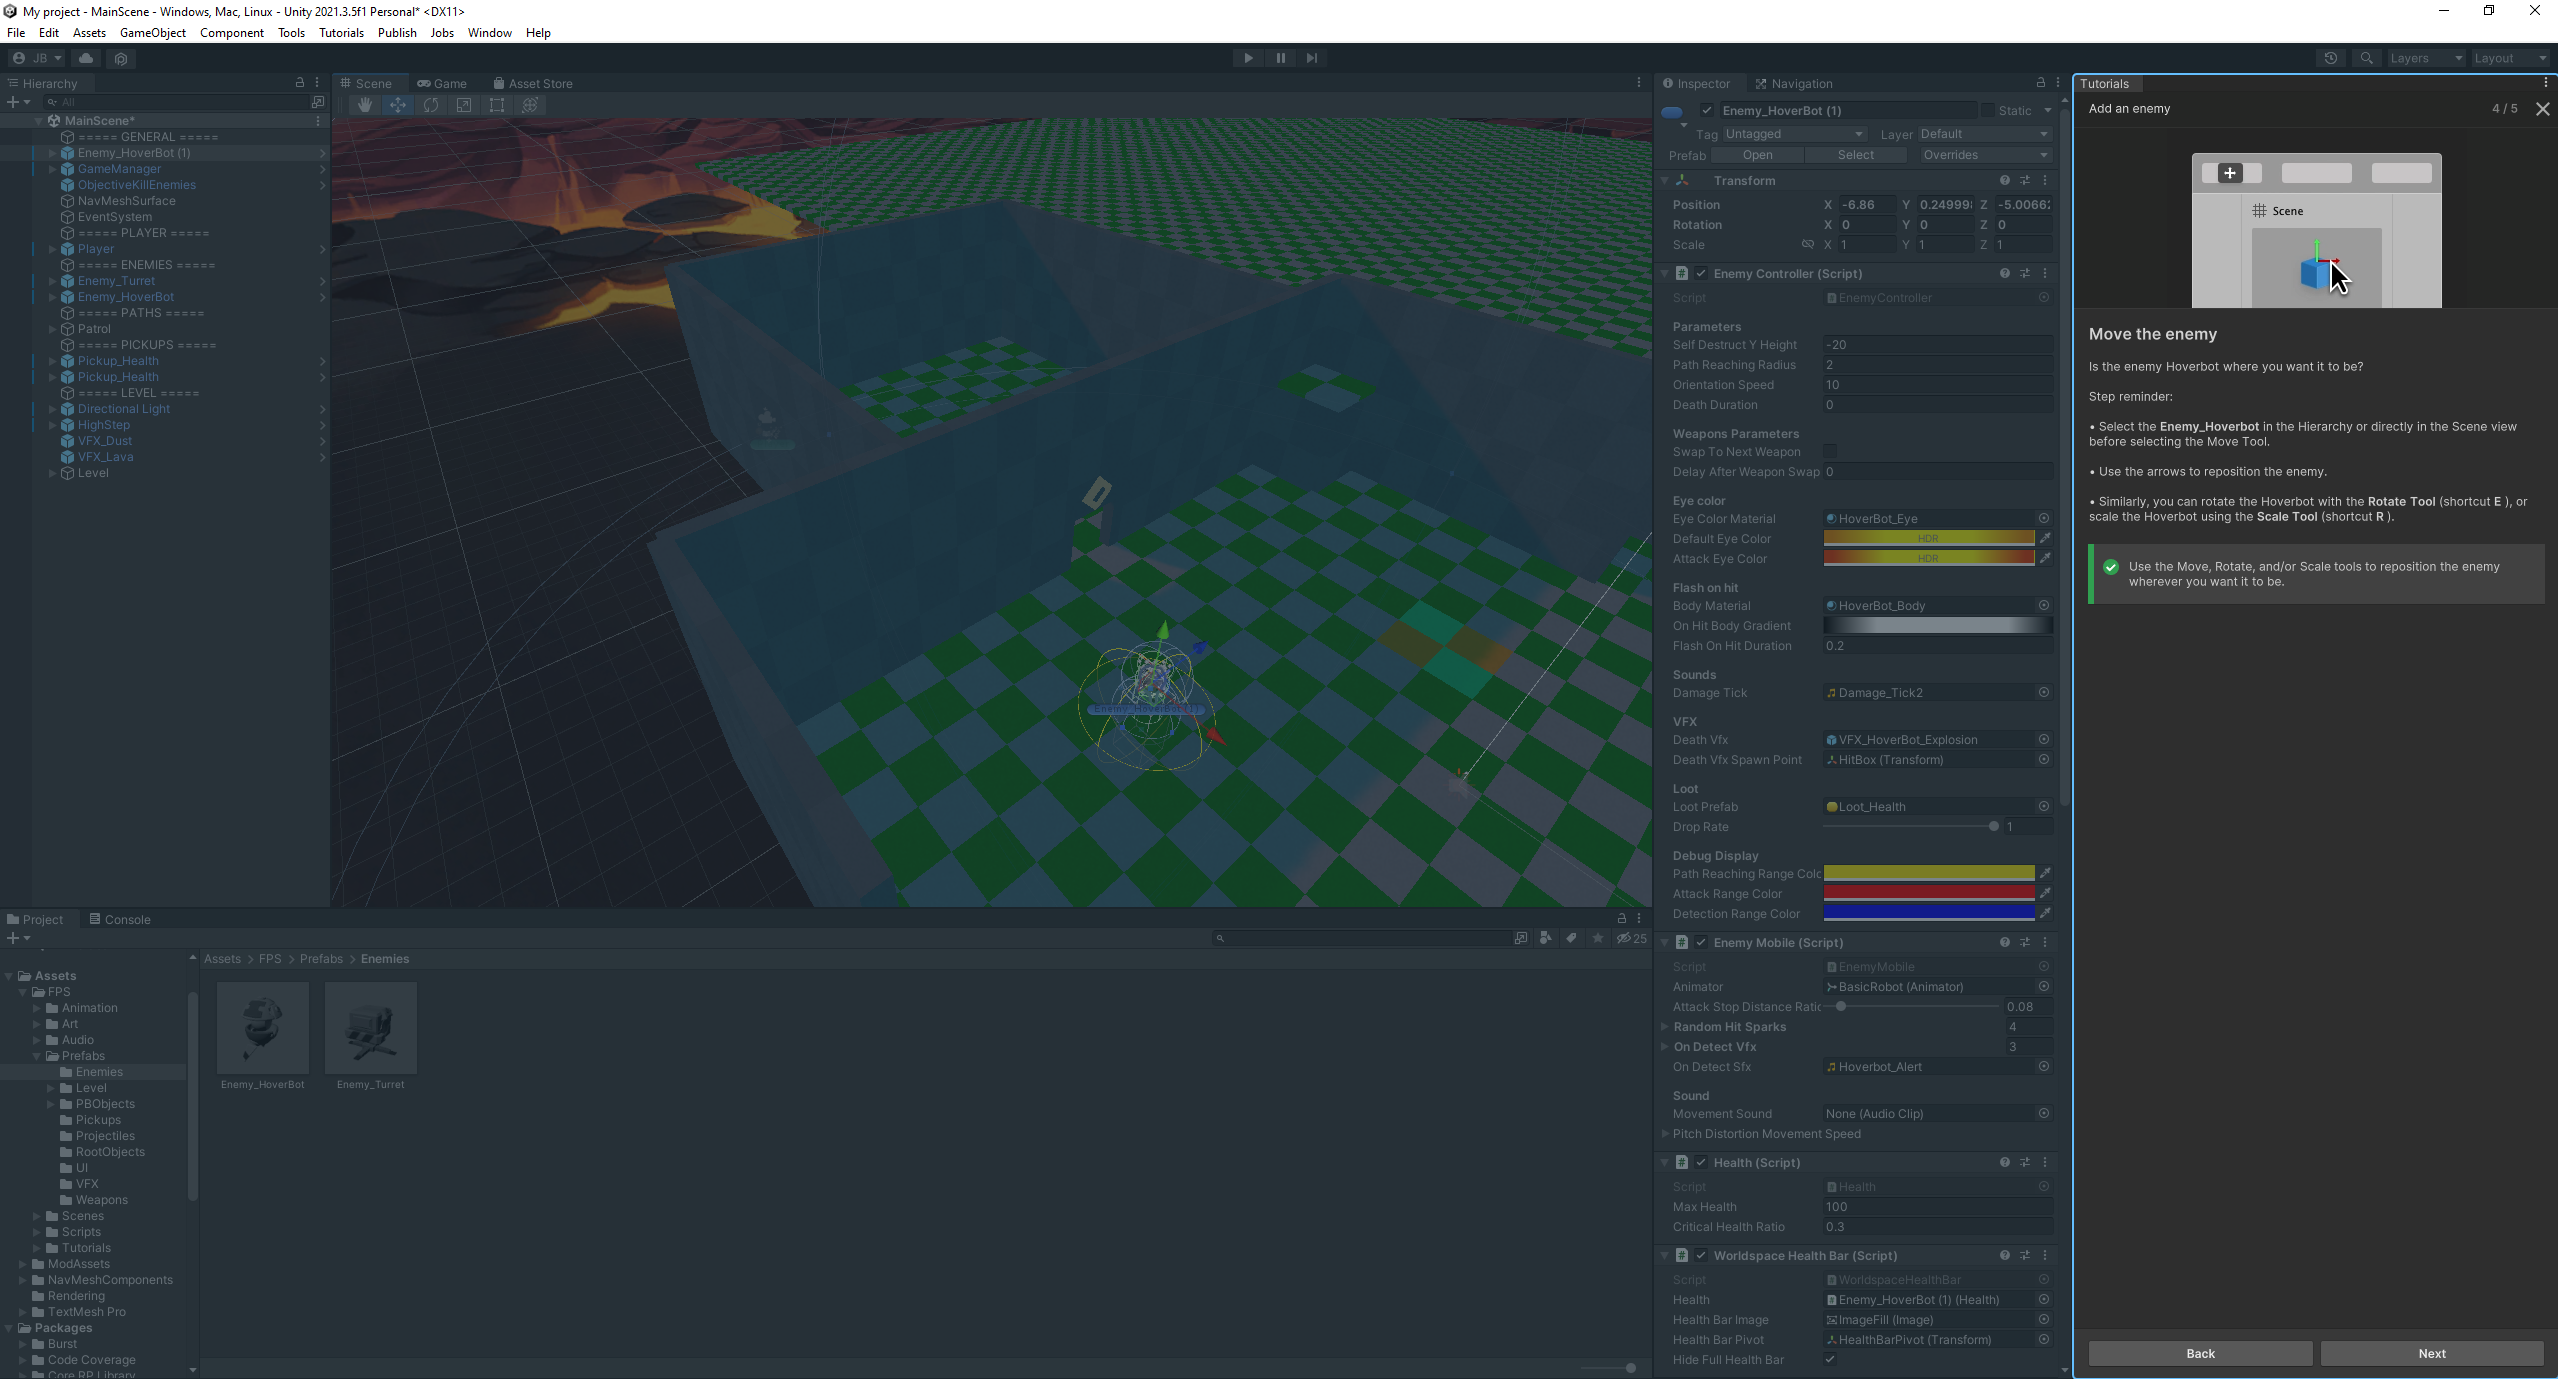 My project - MainScene - Windows, Mac, Linux - Unity 2021.3.5f1 Personal* <DX11>
File Edit Assets GameObject Component Tools Tutorials Publish Jobs Window Help
JB
Layers
Layout
Hierarchy
All
MainScene*
===== GENERAL =====
Enemy_HoverBot (1)
GameManager
ObjectiveKillEnemies
NavMeshSurface
EventSystem
===== PLAYER =====
Player
===== ENEMIES =====
Enemy_Turret
Enemy_HoverBot
===== PATHS =====
Patrol
===== PICKUPS =====
Pickup_Health
Pickup_Health
===== LEVEL =====
Directional Light
HighStep
VFX_Dust
VFX_Lava
Level
Scene Game Asset Store
Enemy_HoverBot (1)
Project Console
25
Assets
FPS
Animation
Art
Audio
Prefabs
Enemies
Level
PBObjects
Pickups
Projectiles
RootObjects
UI
VFX
Weapons
Scenes
Scripts
Tutorials
ModAssets
NavMeshComponents
Rendering
TextMesh Pro
Packages
Burst
Code Coverage
Core RP Library
Assets > FPS > Prefabs > Enemies
Enemy_HoverBot Enemy_Turret
Inspector Navigation
Enemy_HoverBot (1) Static
Tag Untagged Layer Default
Prefab Open Select Overrides
Transform
Position X -6.86 Y 0.249999 Z -5.00662
Rotation X 0 Y 0 Z 0
Scale X 1 Y 1 Z 1
# Enemy Controller (Script)
Script EnemyController
Parameters
Self Destruct Y Height -20
Path Reaching Radius 2
Orientation Speed 10
Death Duration 0
Weapons Parameters
Swap To Next Weapon
Delay After Weapon Swap 0
Eye color
Eye Color Material HoverBot_Eye
Default Eye Color HDR
Attack Eye Color HDR
Flash on hit
Body Material HoverBot_Body
On Hit Body Gradient
Flash On Hit Duration 0.2
Sounds
Damage Tick Damage_Tick2
VFX
Death Vfx VFX_HoverBot_Explosion
Death Vfx Spawn Point HitBox (Transform)
Loot
Loot Prefab Loot_Health
Drop Rate 1
Debug Display
Path Reaching Range Colo
Attack Range Color
Detection Range Color
# Enemy Mobile (Script)
Script EnemyMobile
Animator BasicRobot (Animator)
Attack Stop Distance Ratio 0.08
Random Hit Sparks 4
On Detect Vfx 3
On Detect Sfx Hoverbot_Alert
Sound
Movement Sound None (Audio Clip)
Pitch Distortion Movement Speed
# Health (Script)
Script Health
Max Health 100
Critical Health Ratio 0.3
# Worldspace Health Bar (Script)
Script WorldspaceHealthBar
Health Enemy_HoverBot (1) (Health)
Health Bar Image ImageFill (Image)
Health Bar Pivot HealthBarPivot (Transform)
Hide Full Health Bar
Tutorials
Add an enemy 4 / 5
Scene
Move the enemy
Is the enemy Hoverbot where you want it to be?
Step reminder:
• Select the Enemy_Hoverbot in the Hierarchy or directly in the Scene view
before selecting the Move Tool.
• Use the arrows to reposition the enemy.
• Similarly, you can rotate the Hoverbot with the Rotate Tool (shortcut E ), or
scale the Hoverbot using the Scale Tool (shortcut R ).
Use the Move, Rotate, and/or Scale tools to reposition the enemy
wherever you want it to be.
Back Next